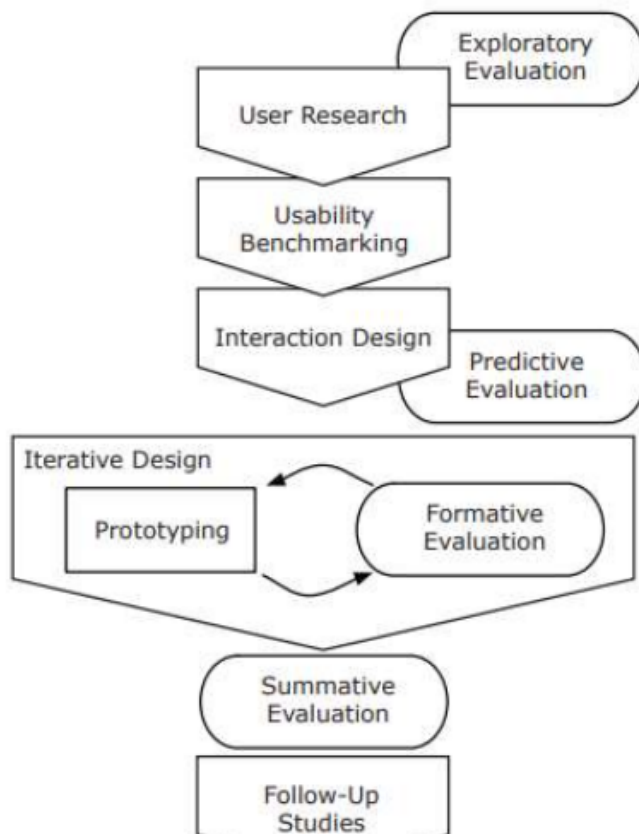 Exploratory
Evaluation
User Research
Usability
Benchmarking
Interaction Design
Predictive
Evaluation
Iterative Design
Prototyping
Formative
Evaluation
Summative
Evaluation
Follow-Up
Studies